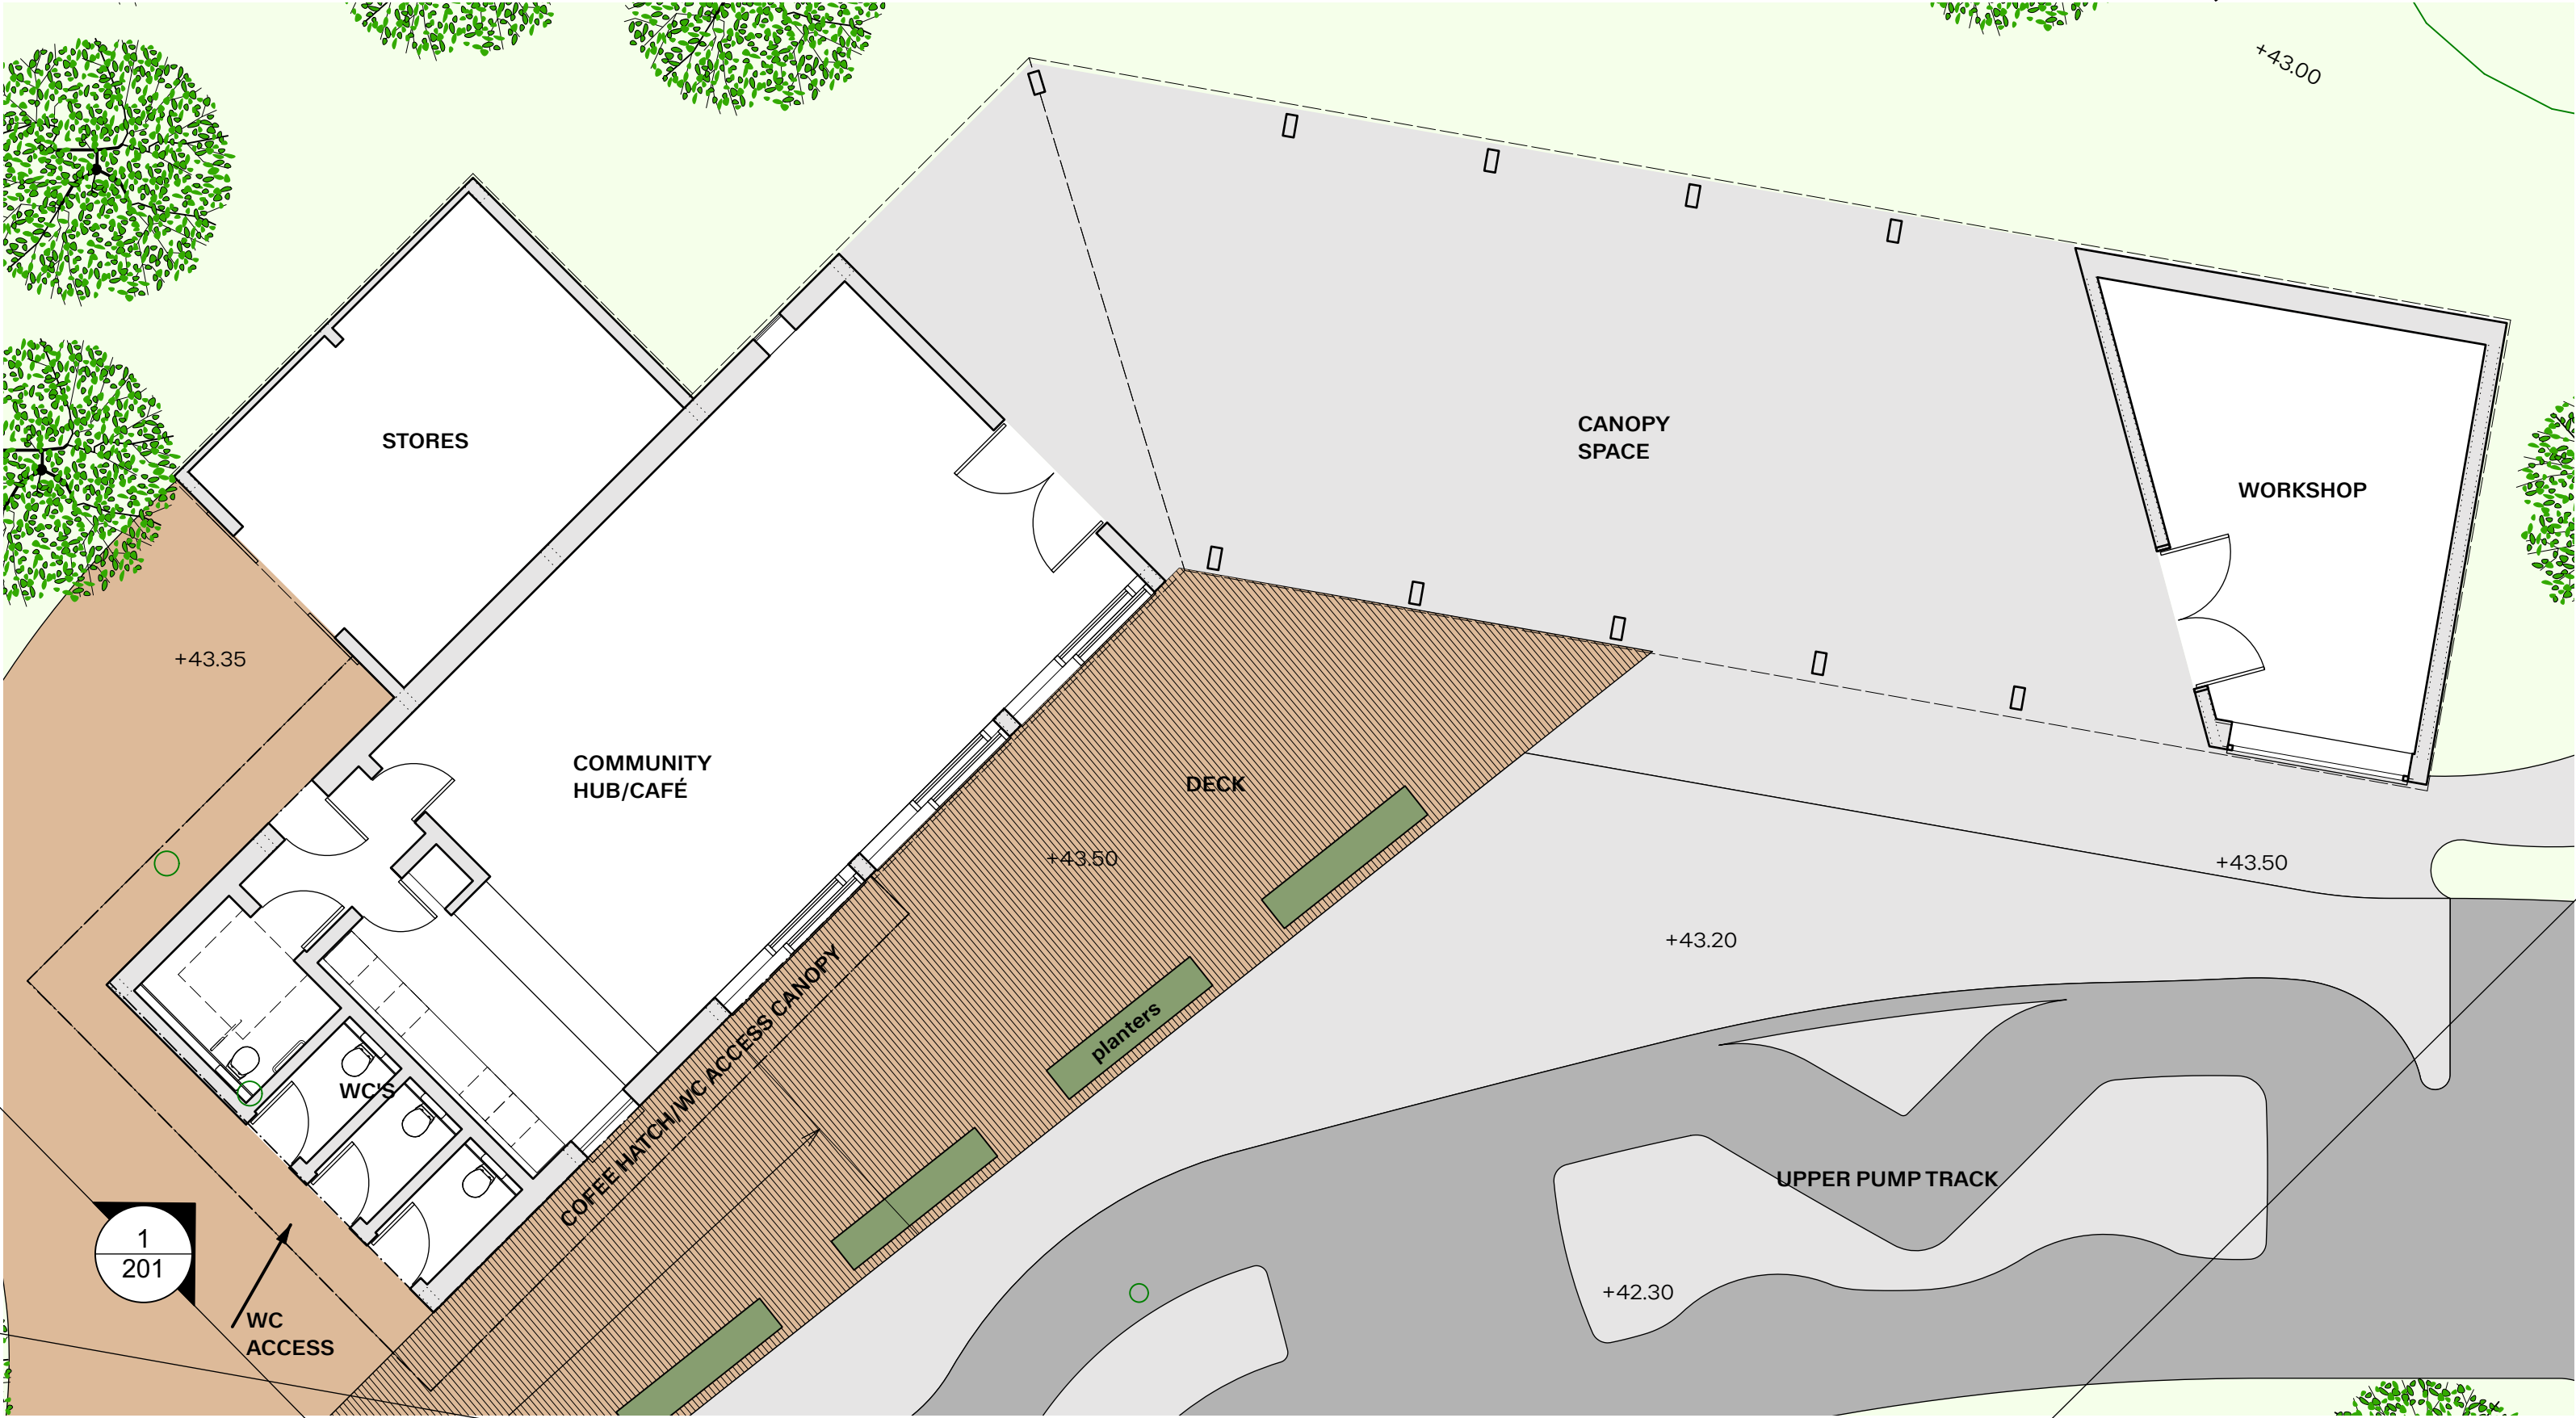 +43.00
CANOPY
SPACE
STORES
WORKSHOP
+43.35
COMMUNITY
HUB/CAFÉ
DECK
+43.50
+43.50
+43.20
COFEE HATCH/WC ACCESS CANOPY
planters
WC'S
UPPER PUMP TRACK
1
201
+42.30
WC
ACCESS